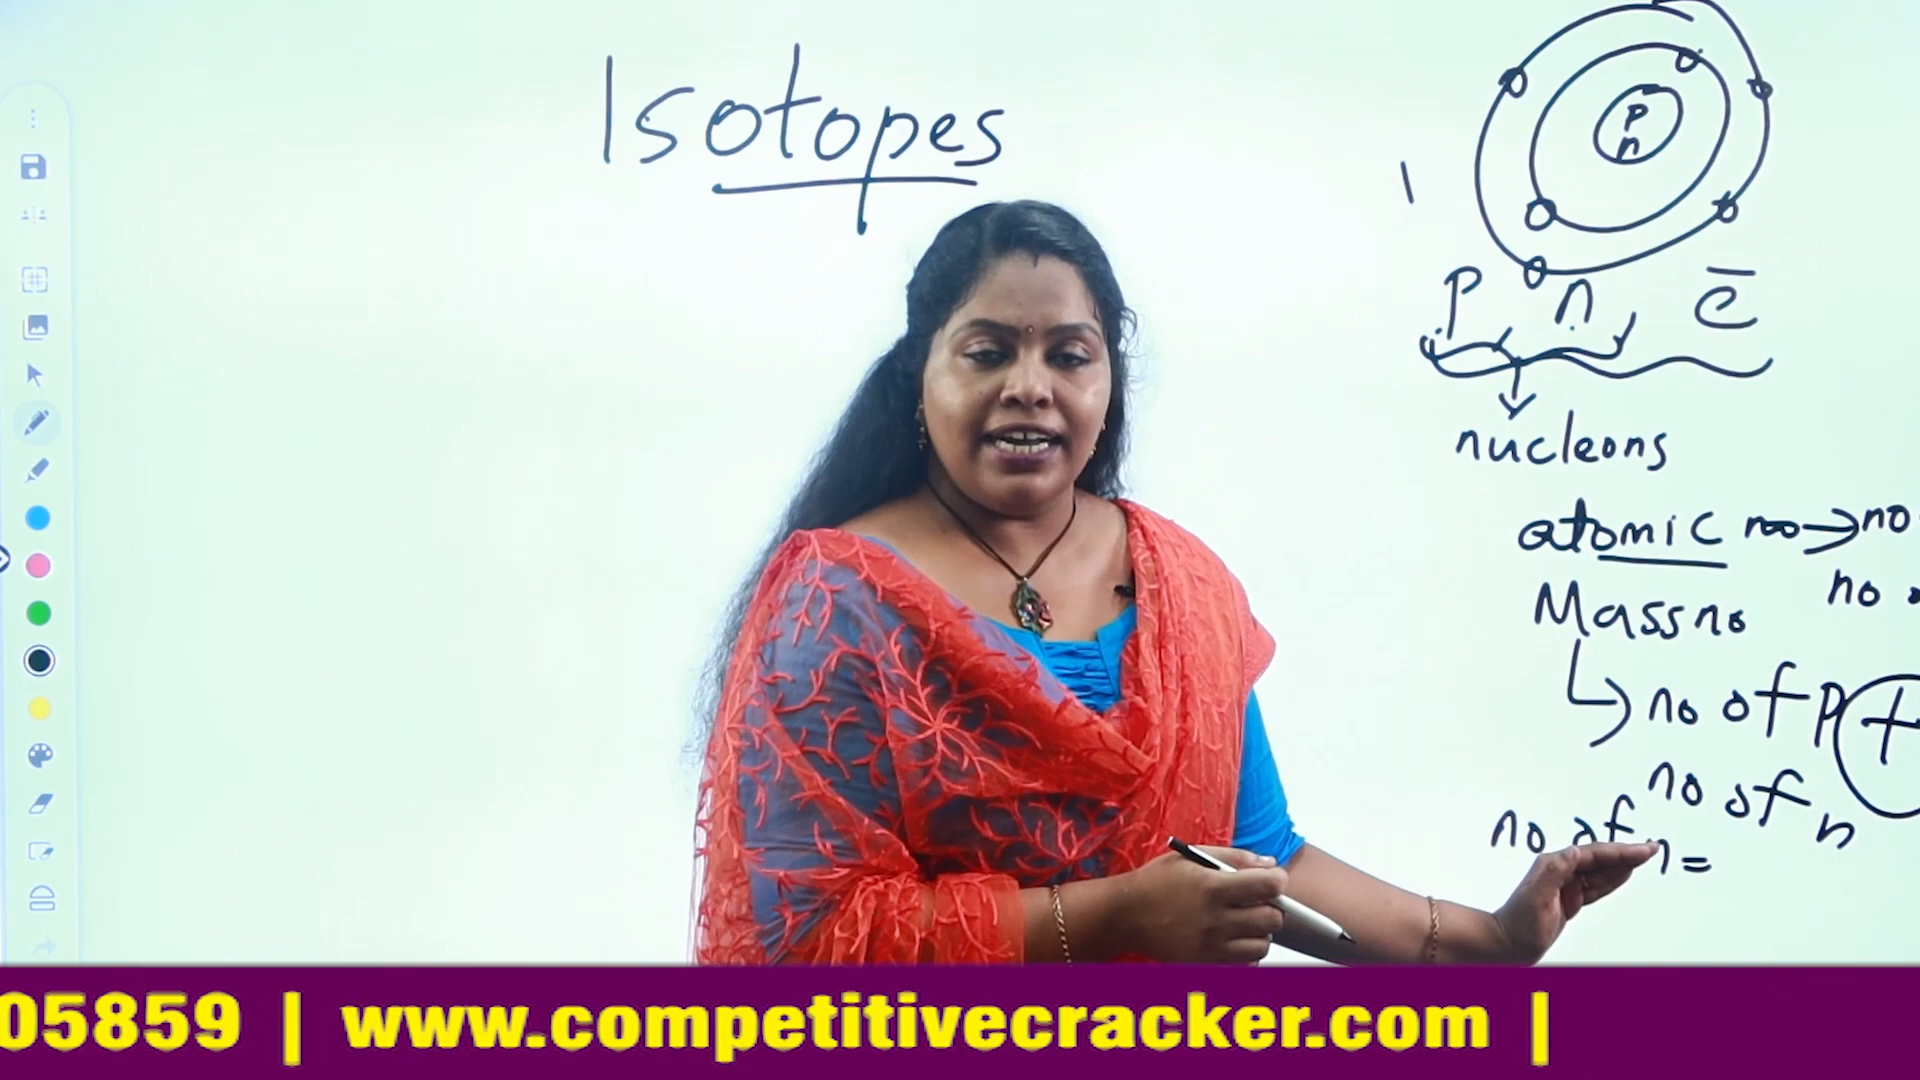 Isotopes
p
n
p n e
nucleons
atomic no → no
no
Mass no
no of p +
no of n
no of n =
05859 | www.competitivecracker.com |